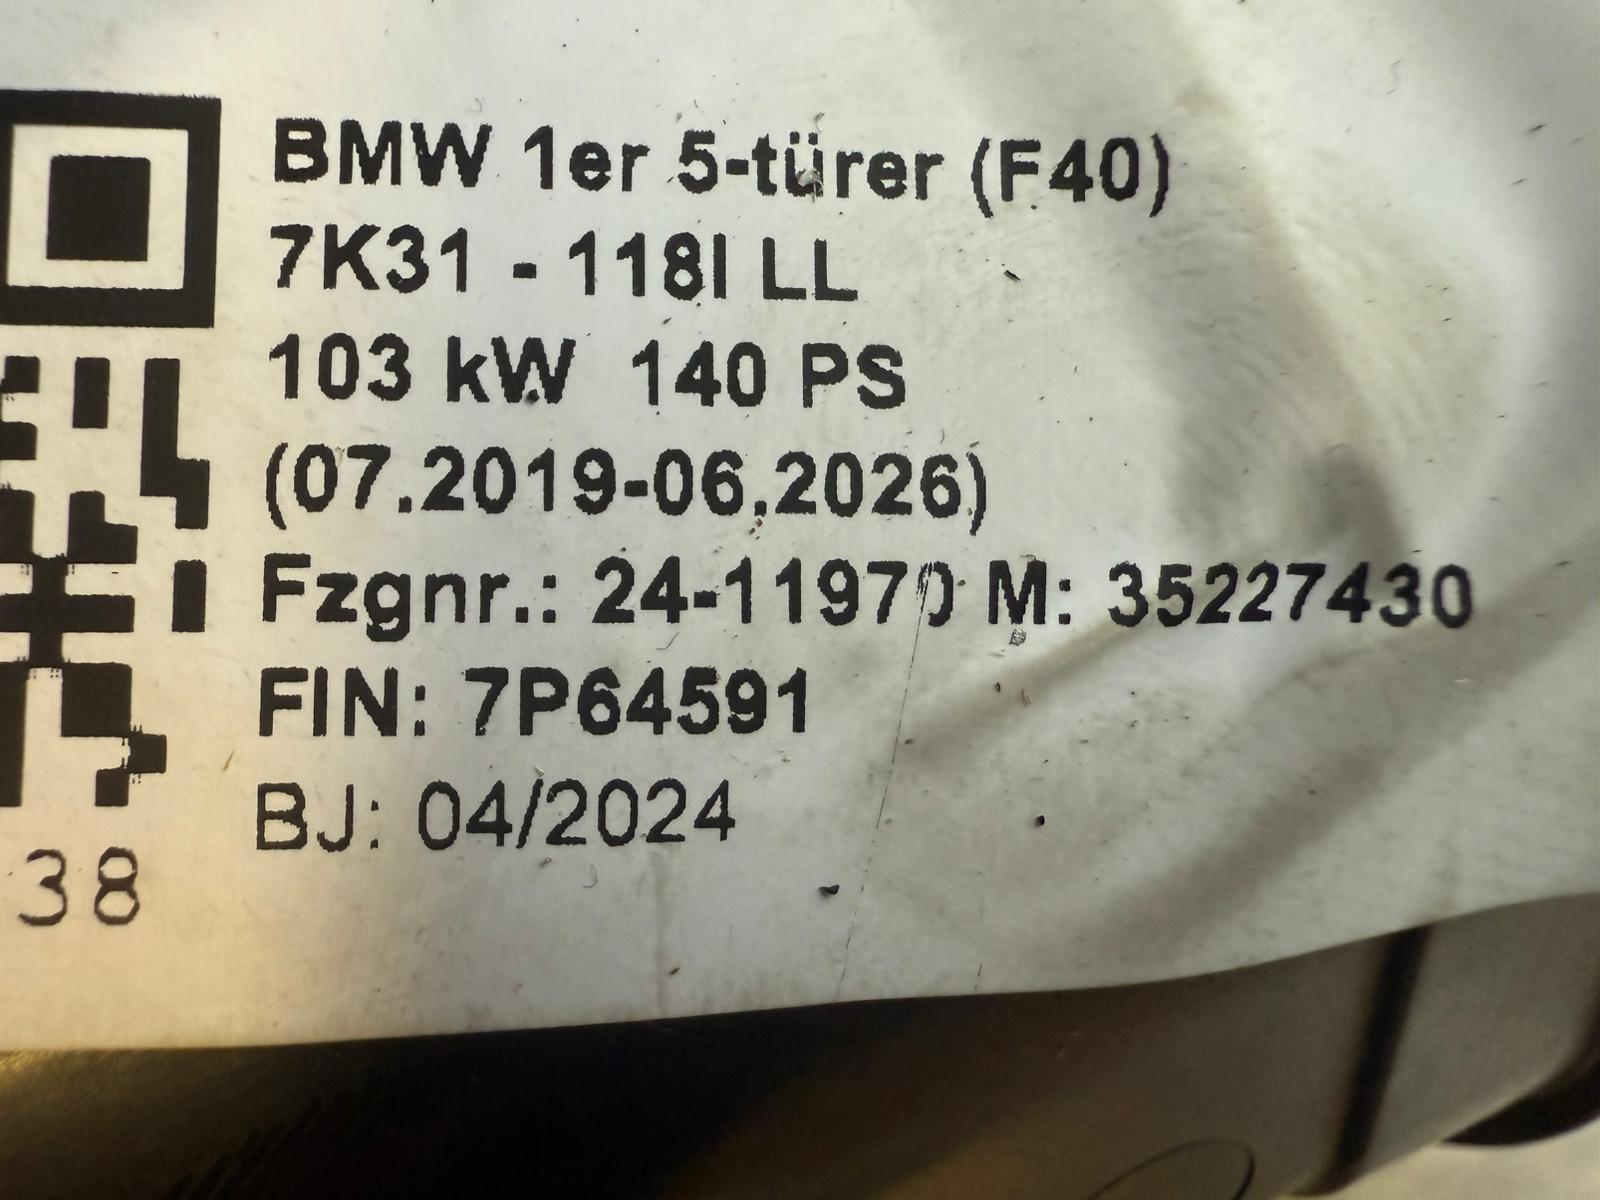 BMW 1er 5-türer (F40)
7K31 - 118I LL
103 kW 140 PS
(07.2019-06.2026)
Fzgnr.: 24-11970 M: 35227430
FIN: 7P64591
BJ: 04/2024
38